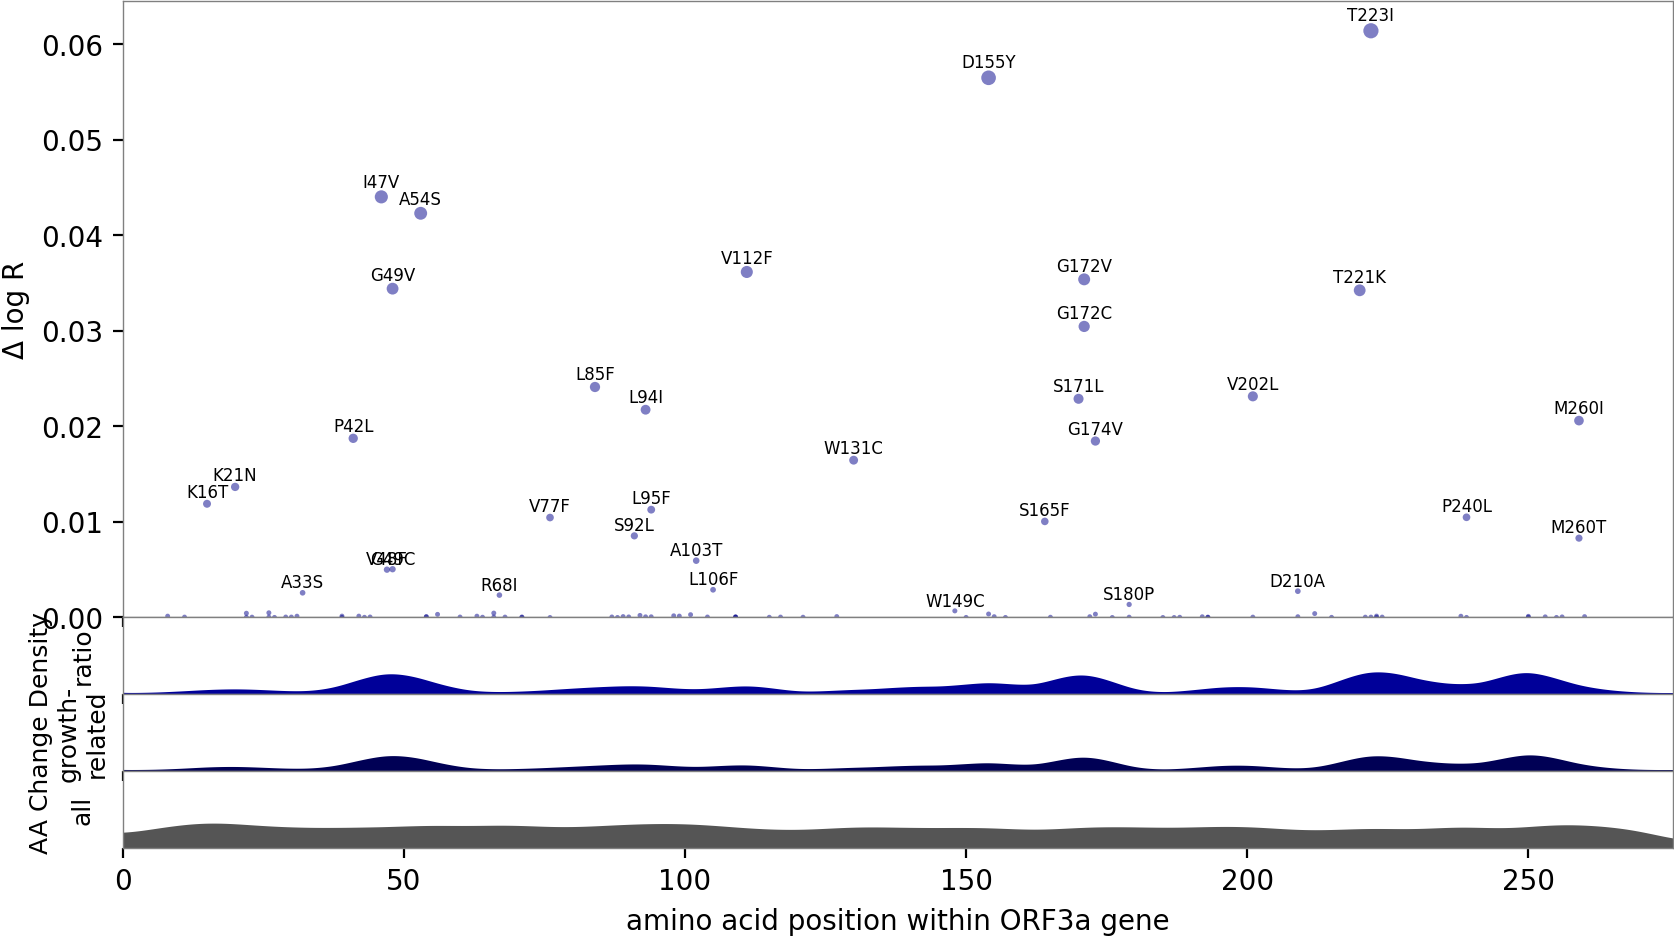 T223I
0.06
D155Y
0.05
I47V
A54S
0.04
V112F
G172V
G49V
T221K
G172C
0.03
Δ log R
L85F
S171L
V202L
L94I
M260I
P42L
G174V
0.02
W131C
K21N
K16T
L95F
V77F
S165F
P240L
S92L
M260T
0.01
A103T
V48F
G49C
L106F
A33S
R68I
D210A
S180P
W149C
0.00
AA Change Density
ratio
growth-
related
all
0 50 100 150 200 250
amino acid position within ORF3a gene